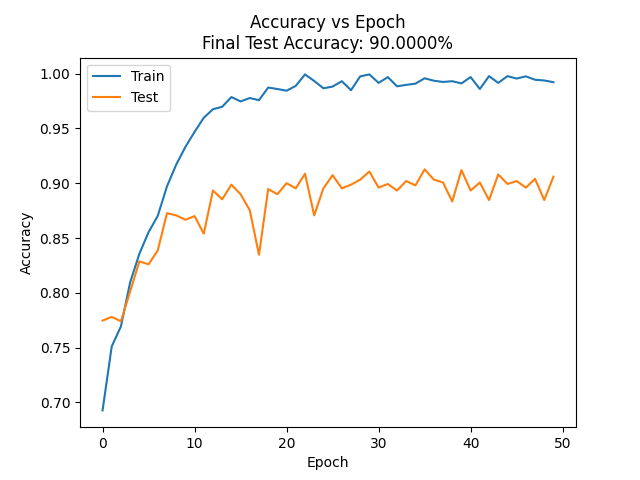 Accuracy vs Epoch
Final Test Accuracy: 90.0000%
Train
Test
1.00
0.95
0.90
0.85
0.80
0.75
0.70
Accuracy
0 10 20 30 40 50
Epoch